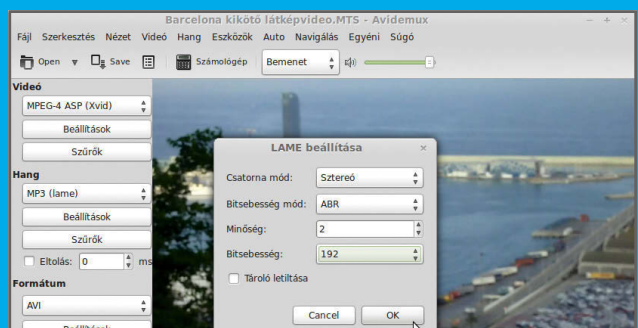 Barcelona kikötő látképvideo.MTS - Avidemux
Fájl Szerkesztés Nézet Videó Hang Eszközök Auto Navigálás Egyéni Súgó
Open Save Számológép Bemenet
Videó
MPEG-4 ASP (Xvid)
Beállítások
Szűrők
Hang
MP3 (lame)
Beállítások
Szűrők
Eltolás: 0 ms
Formátum
AVI
Beállítások
LAME beállítása
Csatorna mód: Sztereó
Bitsebesség mód: ABR
Minőség: 2
Bitsebesség: 192
Tároló letiltása
Cancel OK